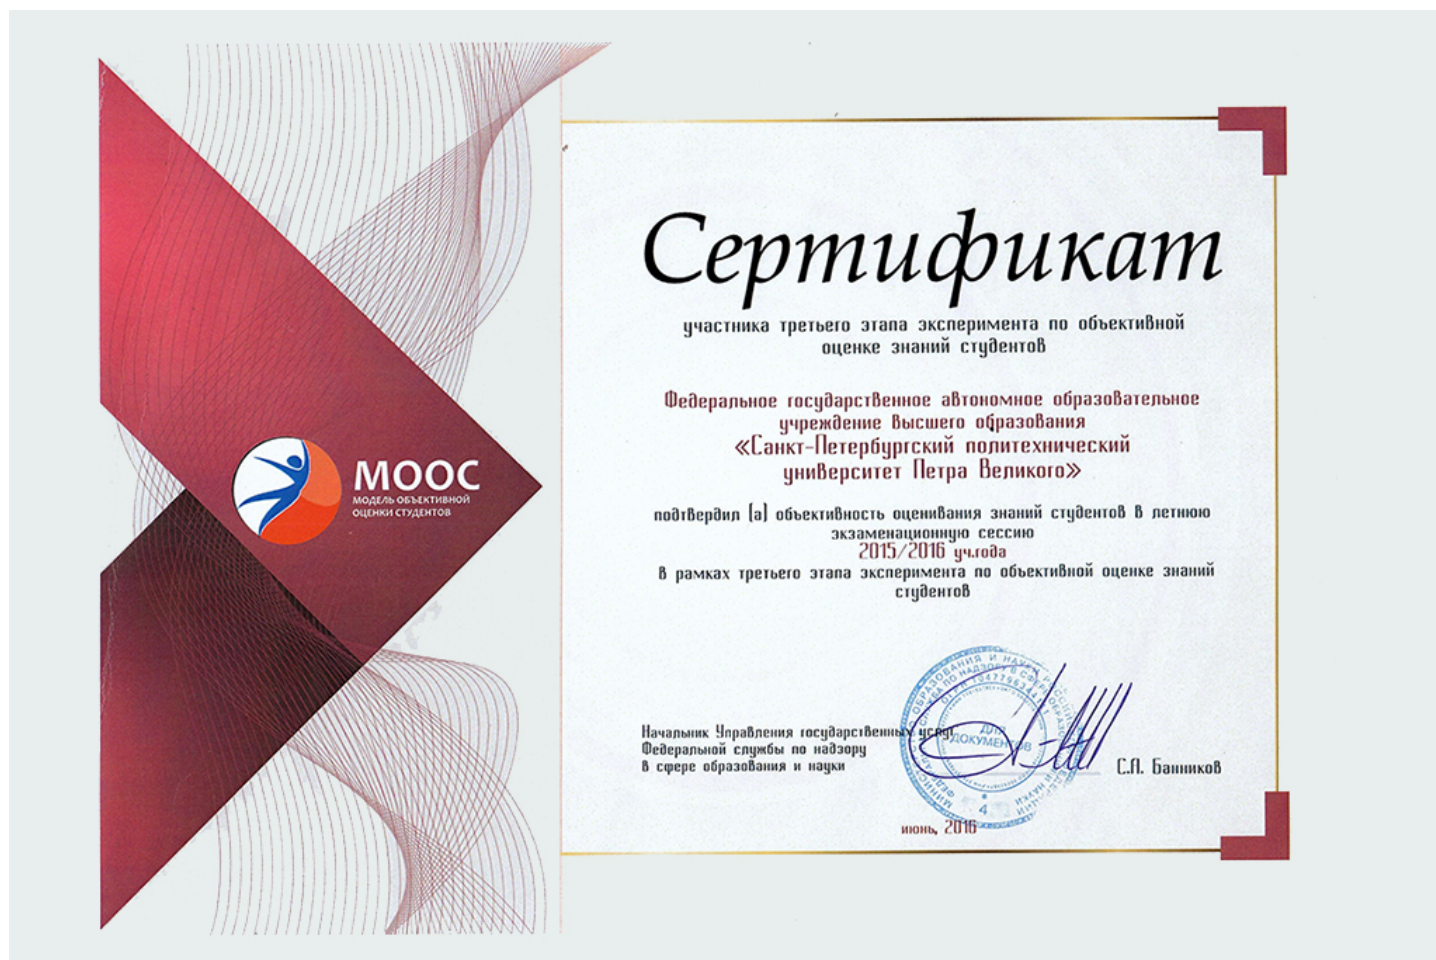 Сертификат
участника третьего этапа эксперимента по объективной
оценке знаний студентов
Федеральное государственное автономное образовательное
учреждение высшего образования
«Санкт-Петербургский политехнический
университет Петра Великого»
подтвердил (а) объективность оценивания знаний студентов в летнюю
экзаменационную сессию
2015/2016 уч.года
в рамках третьего этапа эксперимента по объективной оценке знаний
студентов
МООС
МОДЕЛЬ ОБЪЕКТИВНОЙ
ОЦЕНКИ СТУДЕНТОВ
Начальник Управления государственных услуг
Федеральной службы по надзору
в сфере образования и науки
С.А. Банников
ДЛЯ
ДОКУМЕНТОВ
4
июнь, 2016